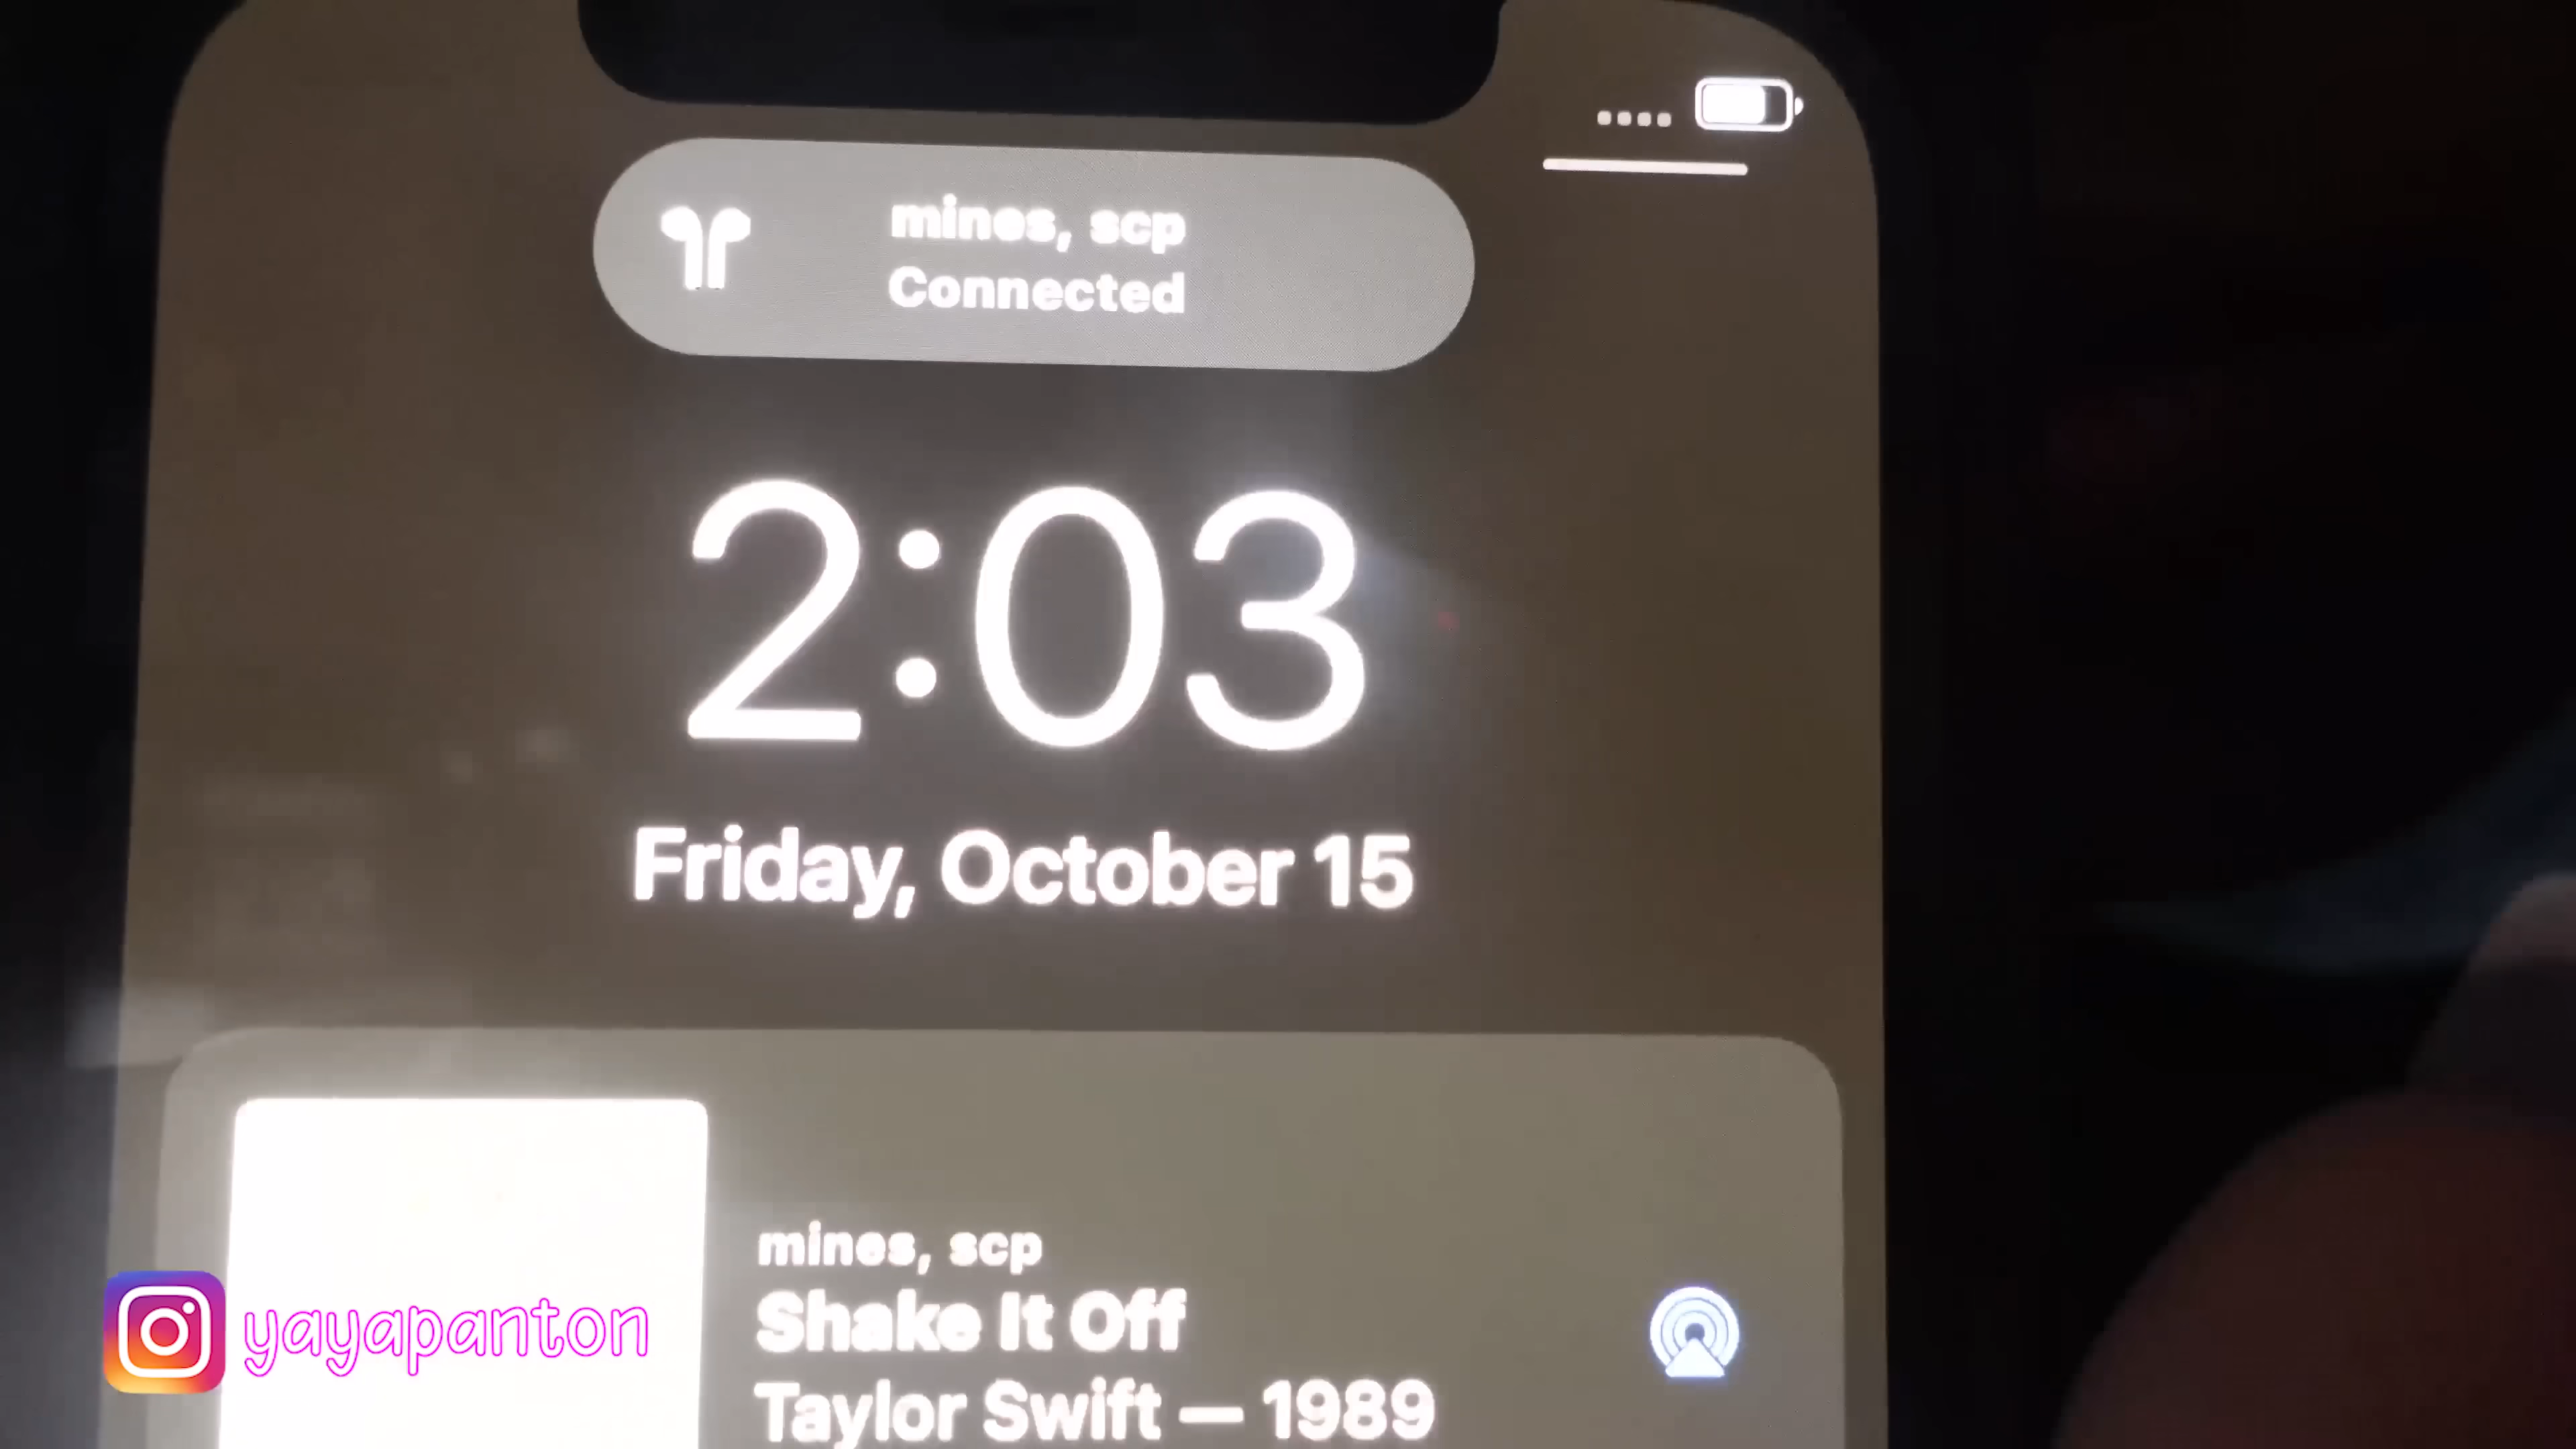 mines, scp
Connected
2:03
Friday, October 15
mines, scp
Shake It Off
Taylor Swift — 1989
yayapanton